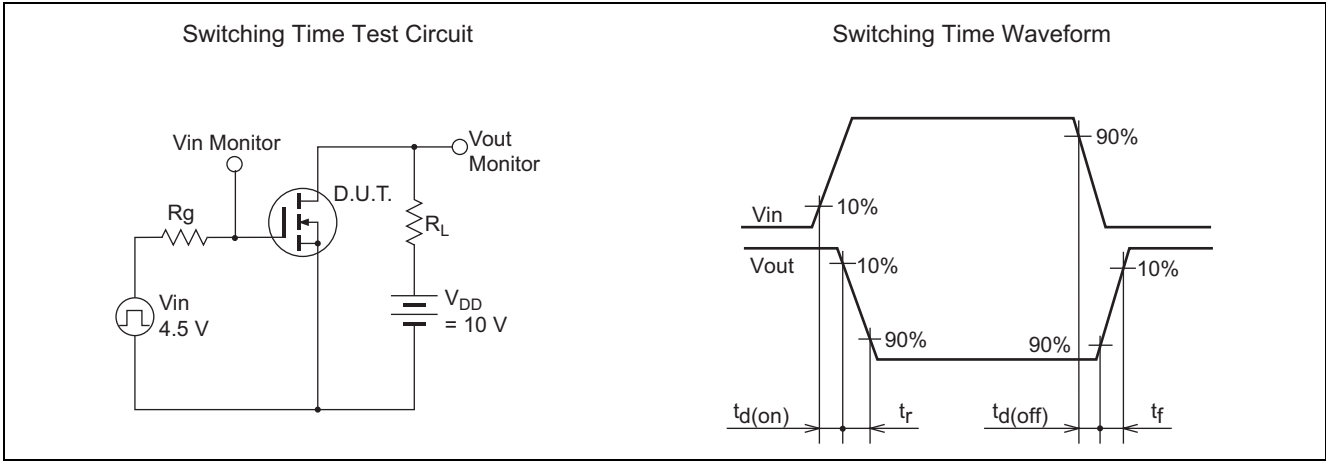 Switching Time Test Circuit
Vin Monitor
Vout
Monitor
D.U.T.
Rg
RL
Vin
4.5 V
VDD
= 10 V
Switching Time Waveform
90%
Vin
10%
Vout
10%
10%
90%
90%
td(on)
tr
td(off)
tf